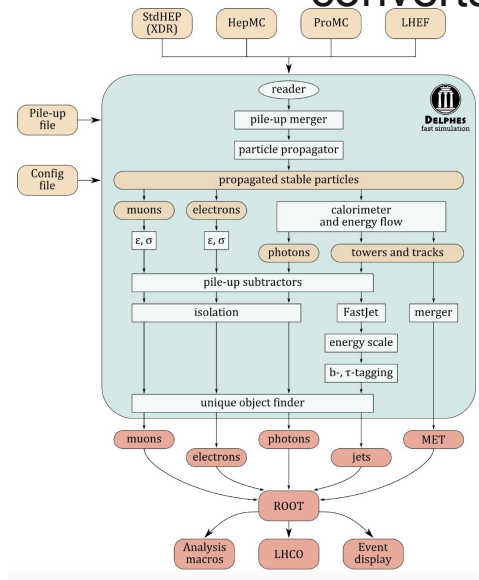 StdHEP
(XDR)
HepMC
ProMC
LHEF
reader
DELPHES
fast simulation
Pile-up
file
pile-up merger
particle propagator
Config
file
propagated stable particles
muons
electrons
calorimeter
and energy flow
ε, σ
ε, σ
photons
towers and tracks
pile-up subtractors
isolation
FastJet
merger
energy scale
b-, τ-tagging
unique object finder
muons
electrons
photons
jets
MET
ROOT
Analysis
macros
LHCO
Event
display